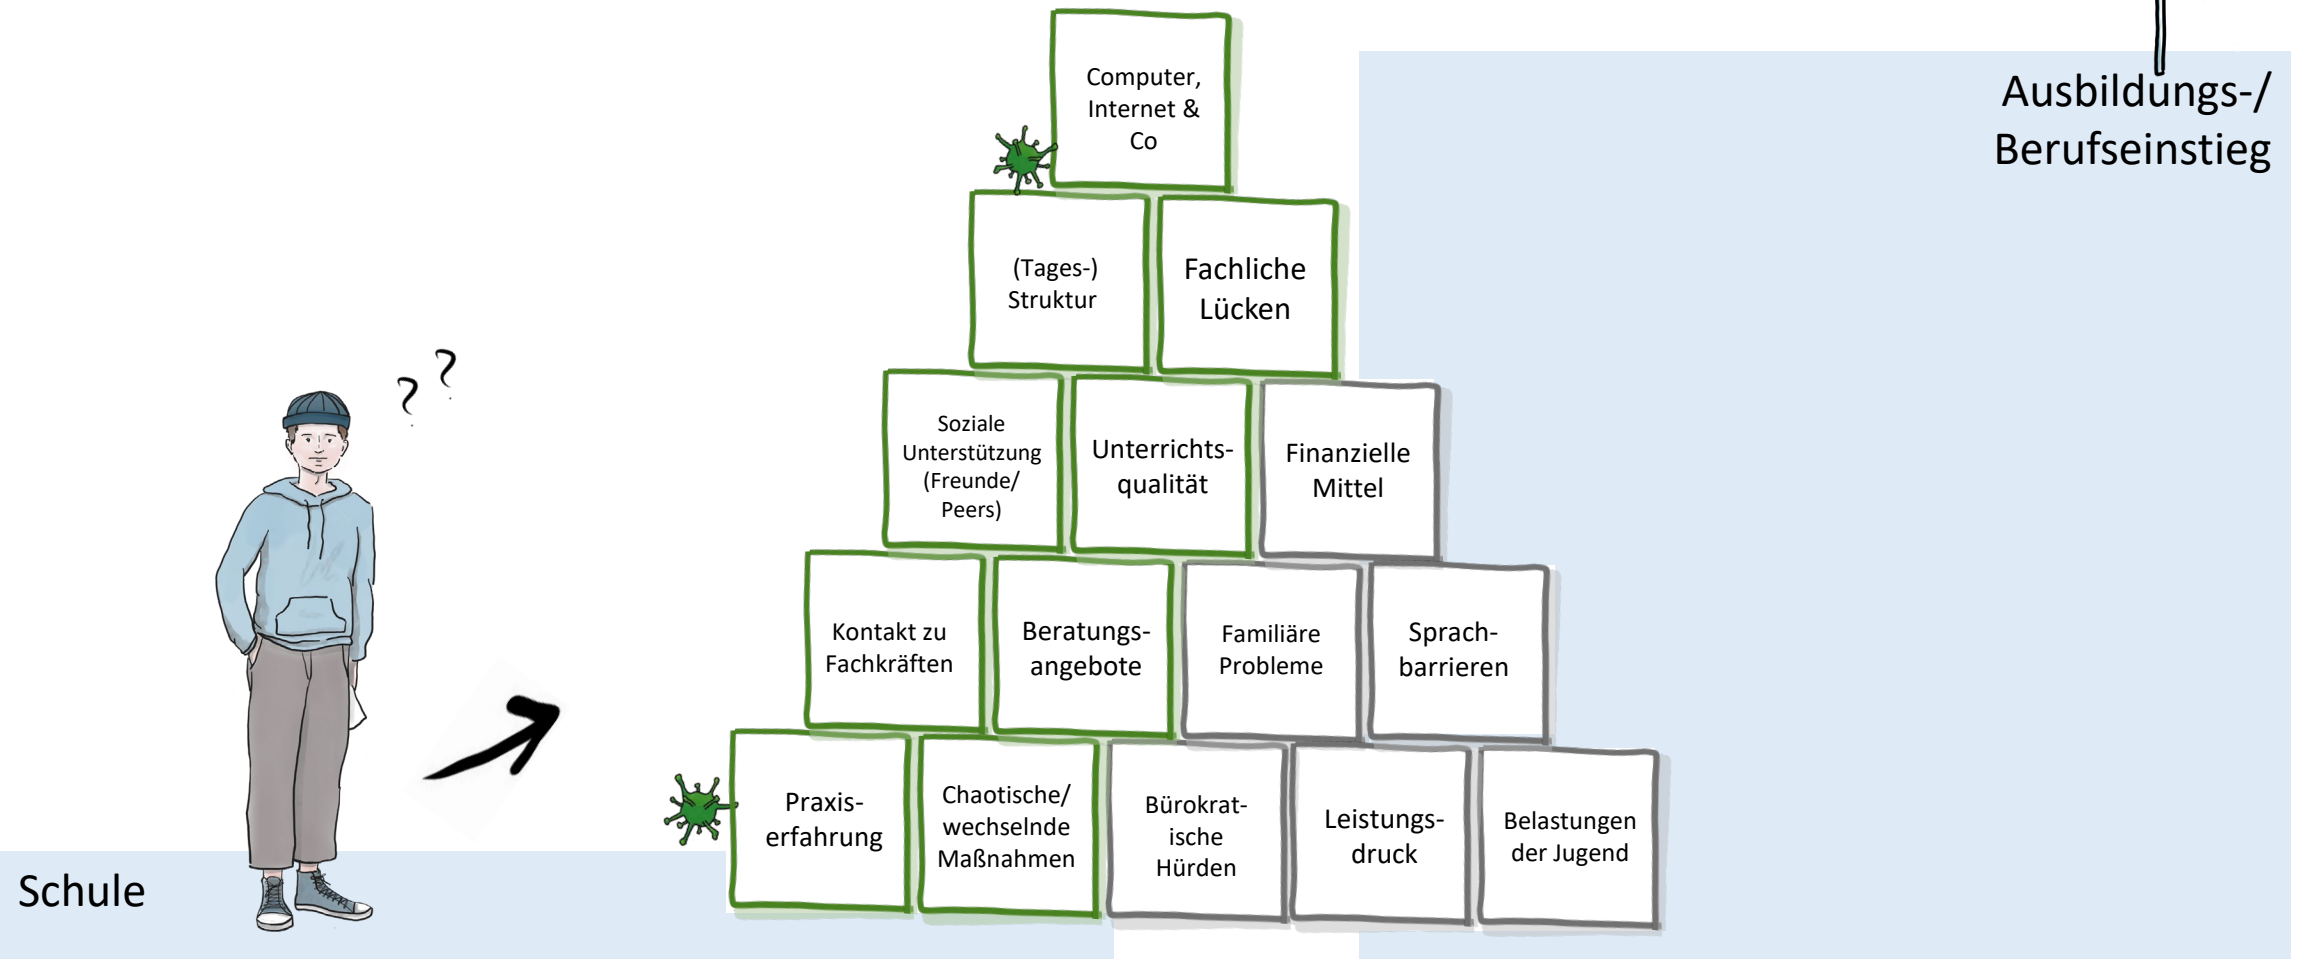 Computer,
Internet &
Co
Ausbildungs-/
Berufseinstieg
(Tages-)
Struktur
Fachliche
Lücken
? ?
Soziale
Unterstützung
(Freunde/
Peers)
Unterrichts-
qualität
Finanzielle
Mittel
Kontakt zu
Fachkräften
Beratungs-
angebote
Familiäre
Probleme
Sprach-
barrieren
Praxis-
erfahrung
Chaotische/
wechselnde
Maßnahmen
Bürokrat-
ische
Hürden
Leistungs-
druck
Belastungen
der Jugend
Schule